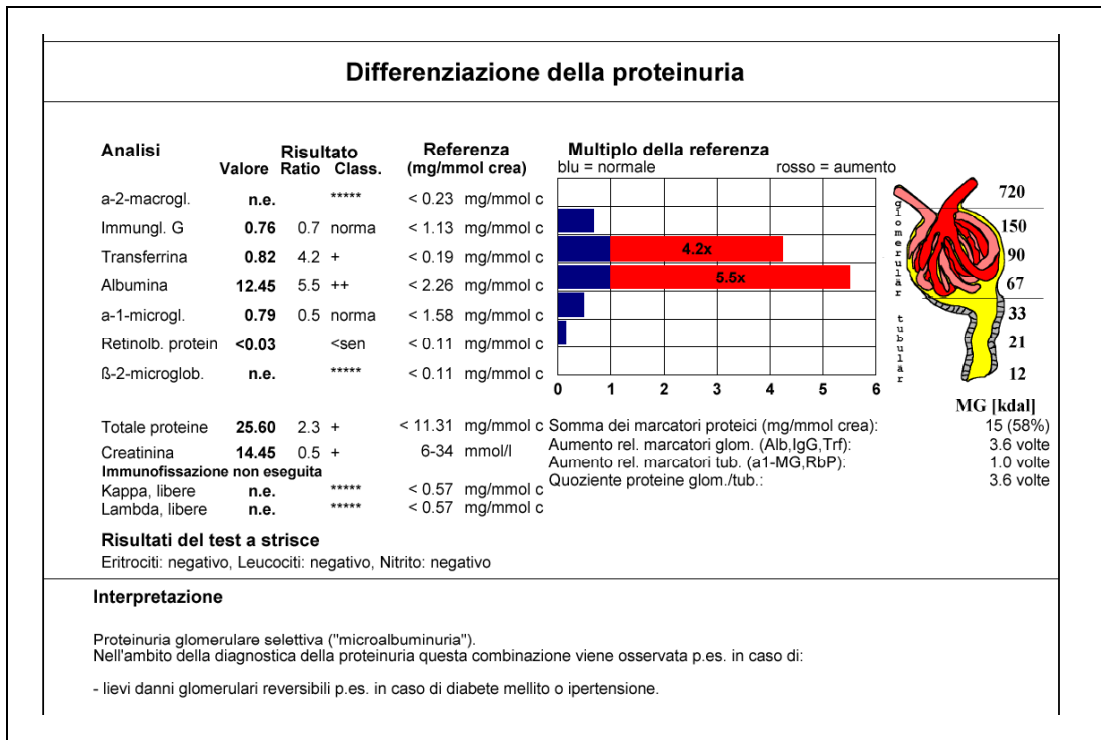 Differenziazione della proteinuria
Analisi Risultato Referenza Multiplo della referenza
Valore Ratio Class. (mg/mmol crea) blu = normale rosso = aumento
a-2-macrogl. n.e. ***** < 0.23 mg/mmol c
Immungl. G 0.76 0.7 norma < 1.13 mg/mmol c
Transferrina 0.82 4.2 + < 0.19 mg/mmol c 4.2x
Albumina 12.45 5.5 ++ < 2.26 mg/mmol c 5.5x
a-1-microgl. 0.79 0.5 norma < 1.58 mg/mmol c
Retinolb. protein <0.03 <sen < 0.11 mg/mmol c
ß-2-microglob. n.e. ***** < 0.11 mg/mmol c
0 1 2 3 4 5 6
glomerular
tubular
720
150
90
67
33
21
12
MG [kdal]
Totale proteine 25.60 2.3 + < 11.31 mg/mmol c Somma dei marcatori proteici (mg/mmol crea): 15 (58%)
Creatinina 14.45 0.5 + 6-34 mmol/l Aumento rel. marcatori glom. (Alb,IgG,Trf): 3.6 volte
Immunofissazione non eseguita Aumento rel. marcatori tub. (a1-MG,RbP): 1.0 volte
Kappa, libere n.e. ***** < 0.57 mg/mmol c Quoziente proteine glom./tub.: 3.6 volte
Lambda, libere n.e. ***** < 0.57 mg/mmol c
Risultati del test a strisce
Eritrociti: negativo, Leucociti: negativo, Nitrito: negativo
Interpretazione
Proteinuria glomerulare selettiva ("microalbuminuria").
Nell'ambito della diagnostica della proteinuria questa combinazione viene osservata p.es. in caso di:
- lievi danni glomerulari reversibili p.es. in caso di diabete mellito o ipertensione.